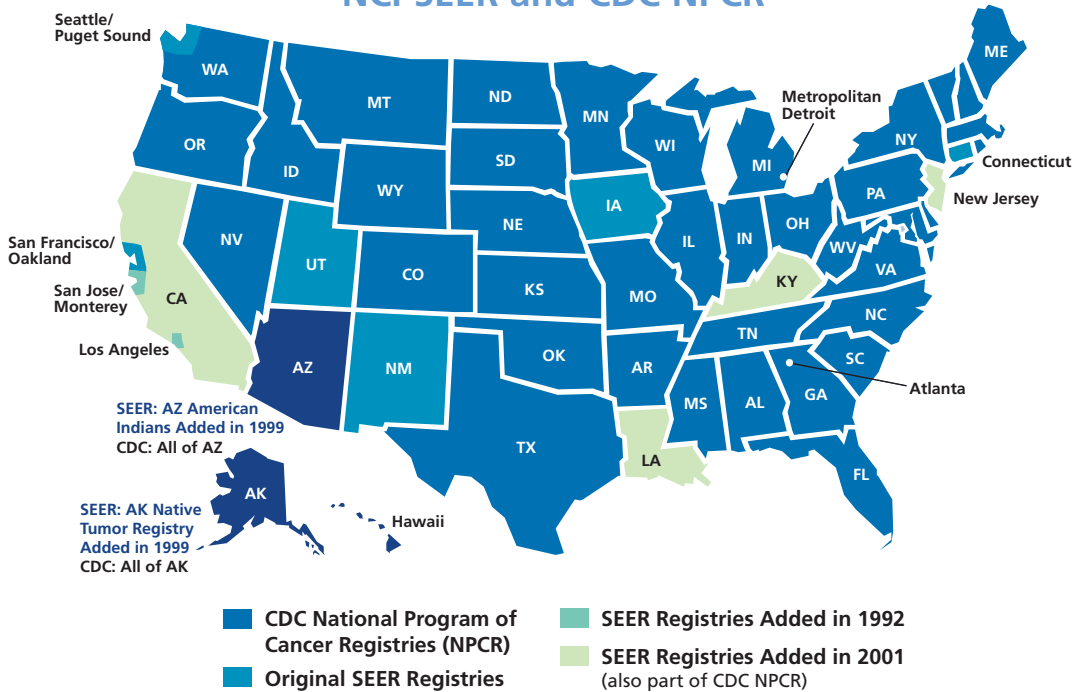 NCI SEER and CDC NPCR
Seattle/
Puget Sound
WA
MT
ND
MN
ME
Metropolitan
Detroit
OR
ID
SD
WI
MI
NY
Connecticut
WY
IA
PA
New Jersey
NE
NV
UT
CO
IL
IN
OH
WV
VA
San Francisco/
Oakland
San Jose/
Monterey
CA
KS
MO
KY
Los Angeles
AZ
NM
OK
AR
TN
NC
SC
MS
AL
GA
Atlanta
SEER: AZ American
Indians Added in 1999
CDC: All of AZ
TX
LA
FL
AK
SEER: AK Native
Tumor Registry
Added in 1999
CDC: All of AK
Hawaii
CDC National Program of
Cancer Registries (NPCR)
Original SEER Registries
SEER Registries Added in 1992
SEER Registries Added in 2001
(also part of CDC NPCR)